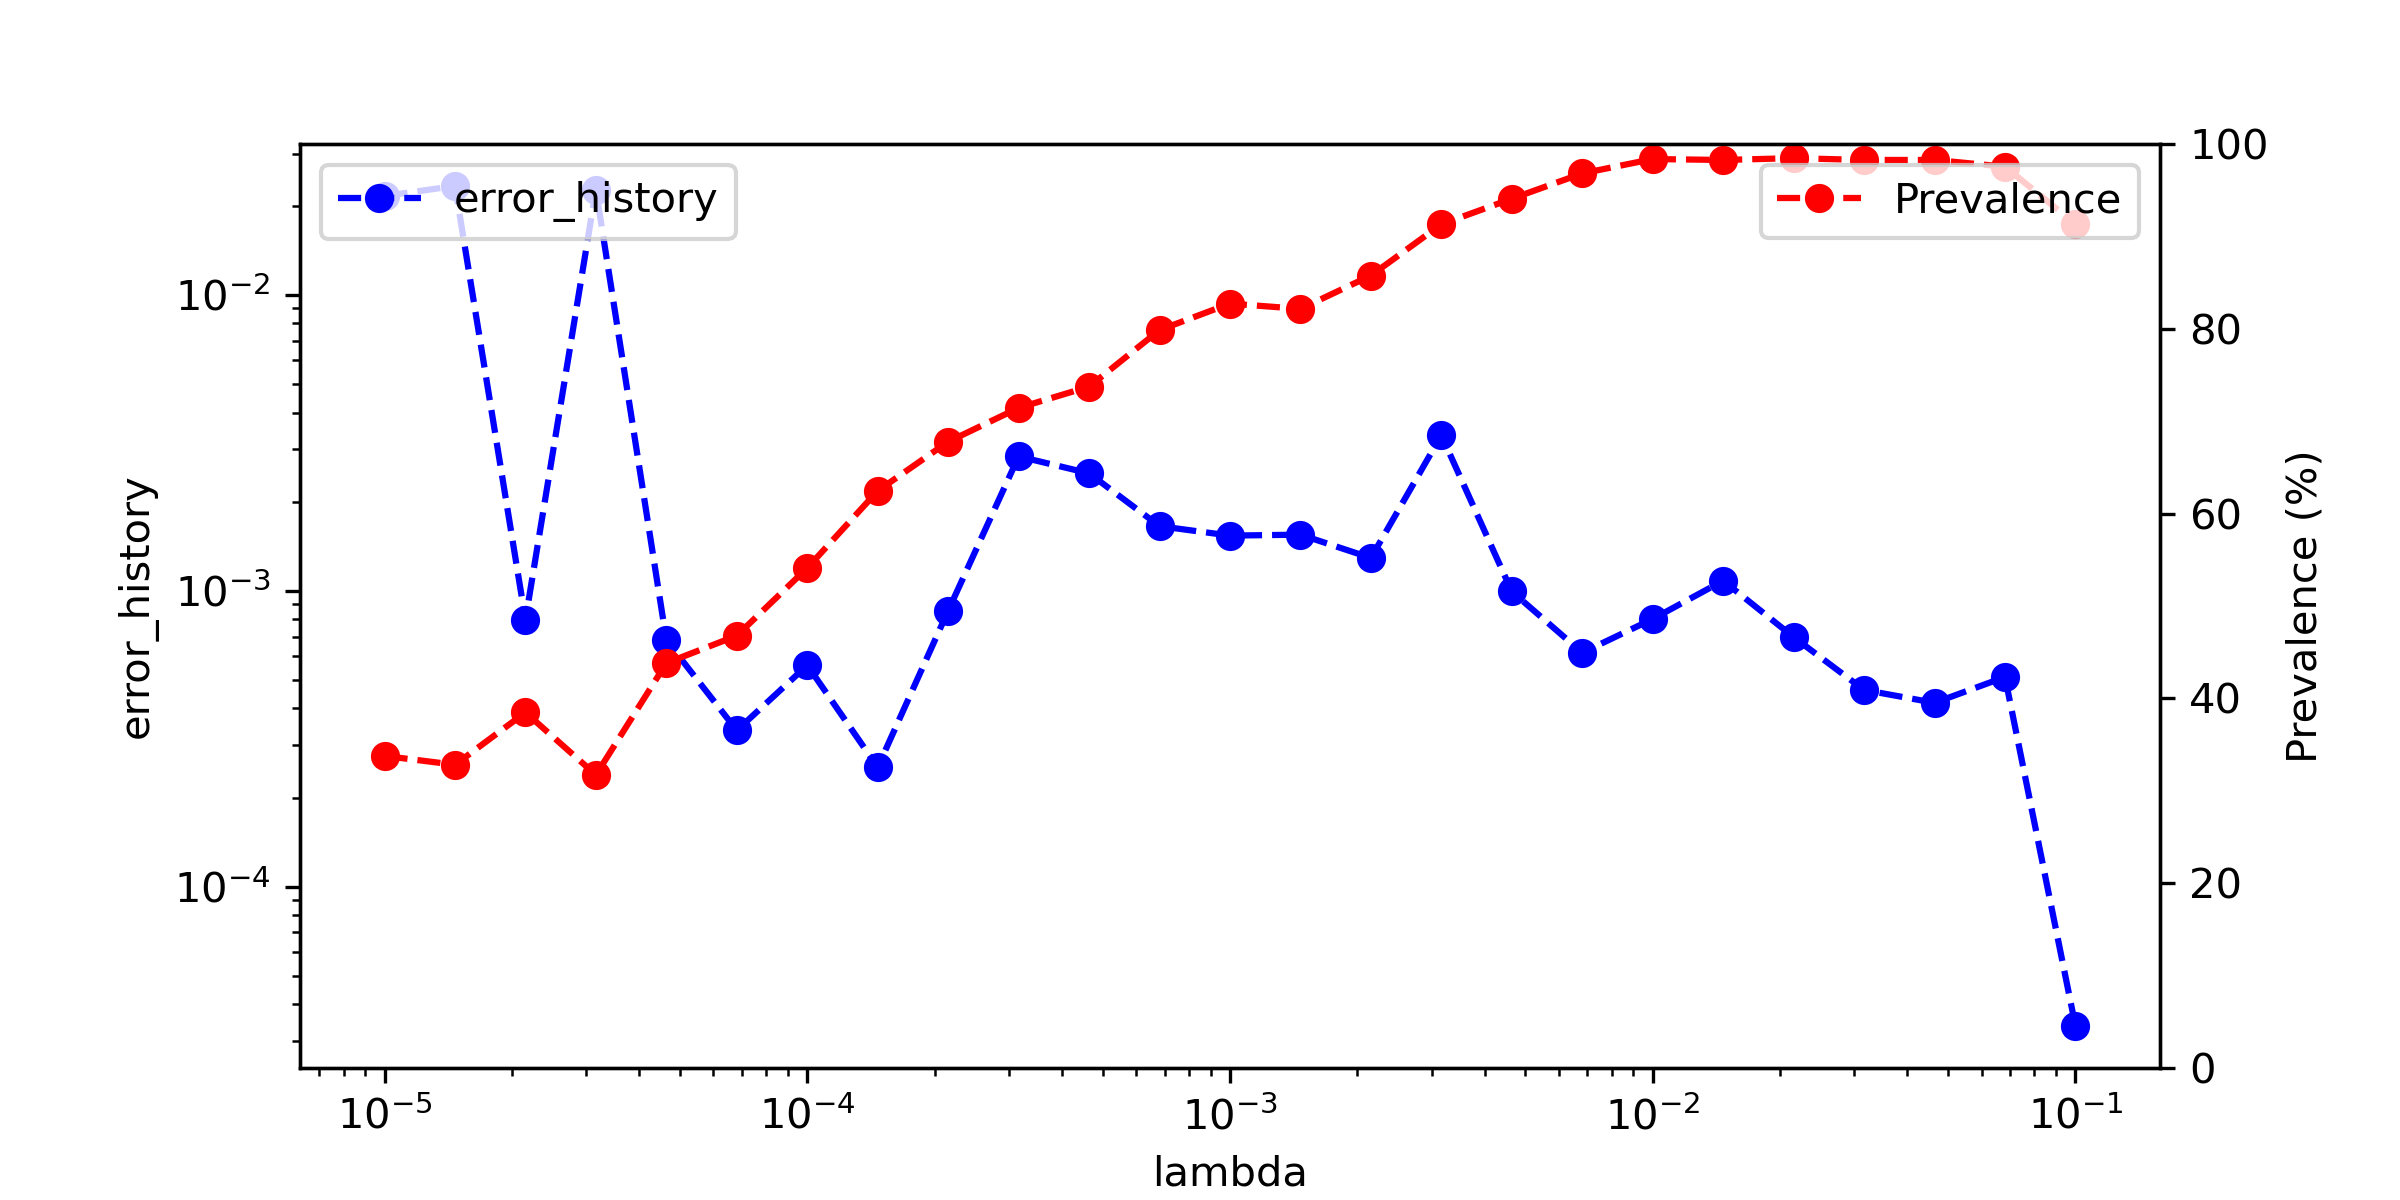 error_history
Prevalence
10⁻²
10⁻³
10⁻⁴
error_history
100
80
60
40
20
0
Prevalence (%)
10⁻⁵
10⁻⁴
10⁻³
10⁻²
10⁻¹
lambda